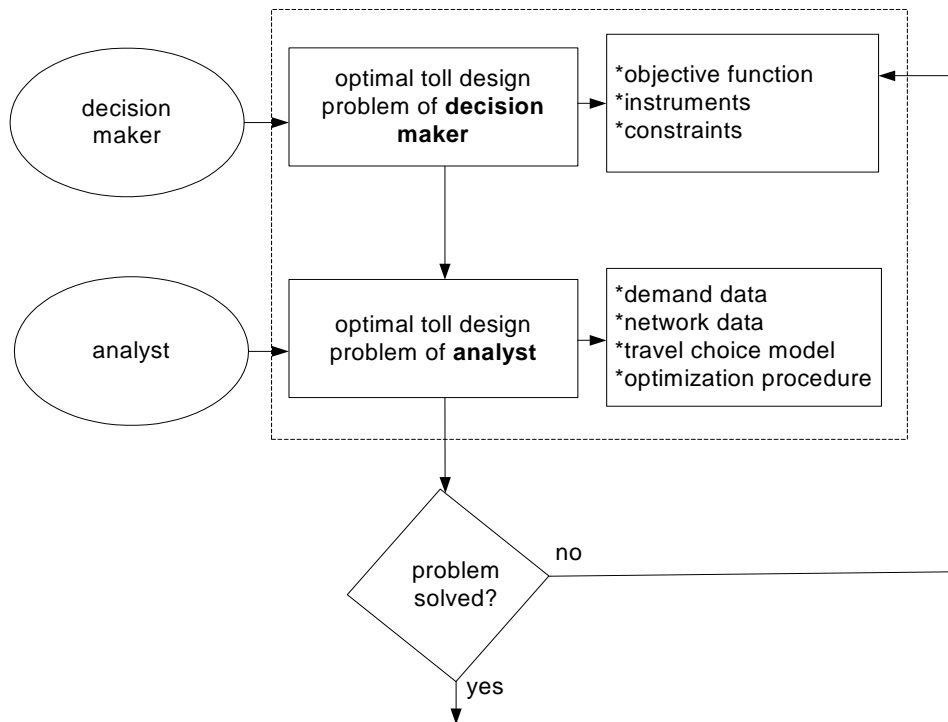 decision
maker
optimal toll design
problem of decision
maker
*objective function
*instruments
*constraints
analyst
optimal toll design
problem of analyst
*demand data
*network data
*travel choice model
*optimization procedure
problem
solved?
no
yes